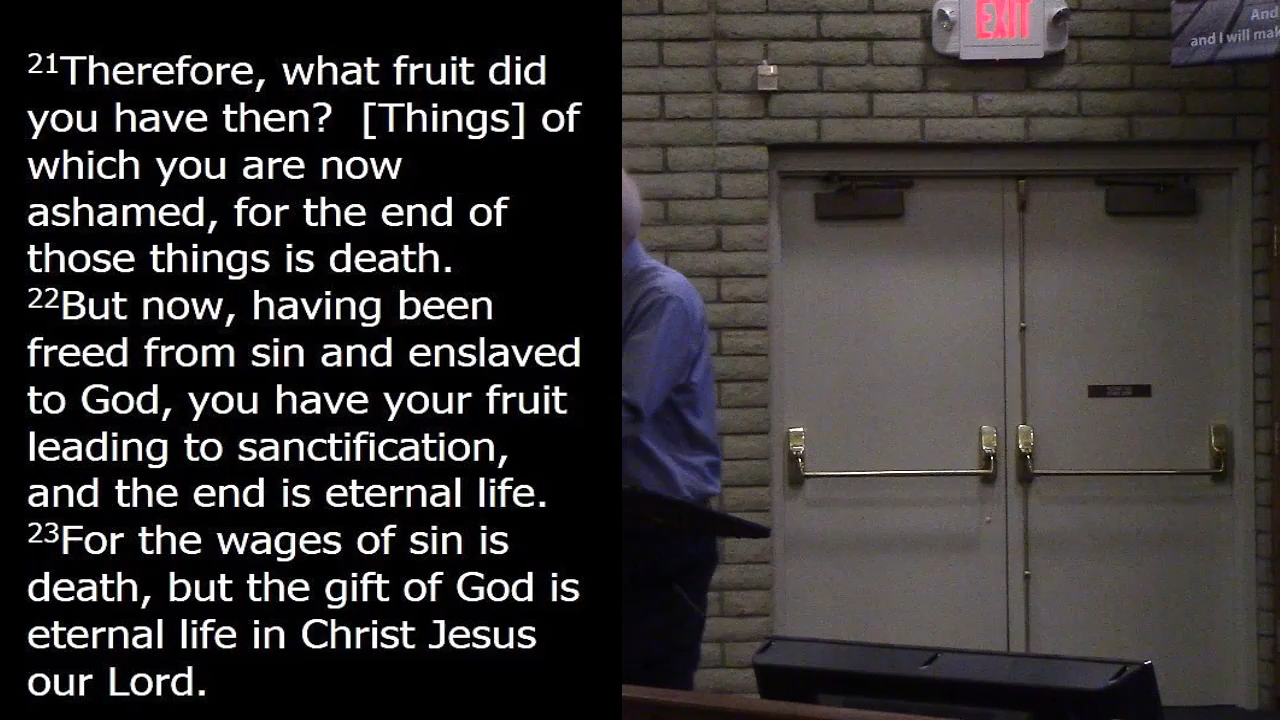 ²¹Therefore, what fruit did
you have then?  [Things] of
which you are now
ashamed, for the end of
those things is death.
²²But now, having been
freed from sin and enslaved
to God, you have your fruit
leading to sanctification,
and the end is eternal life.
²³For the wages of sin is
death, but the gift of God is
eternal life in Christ Jesus
our Lord.
EXIT
And
and I will mak